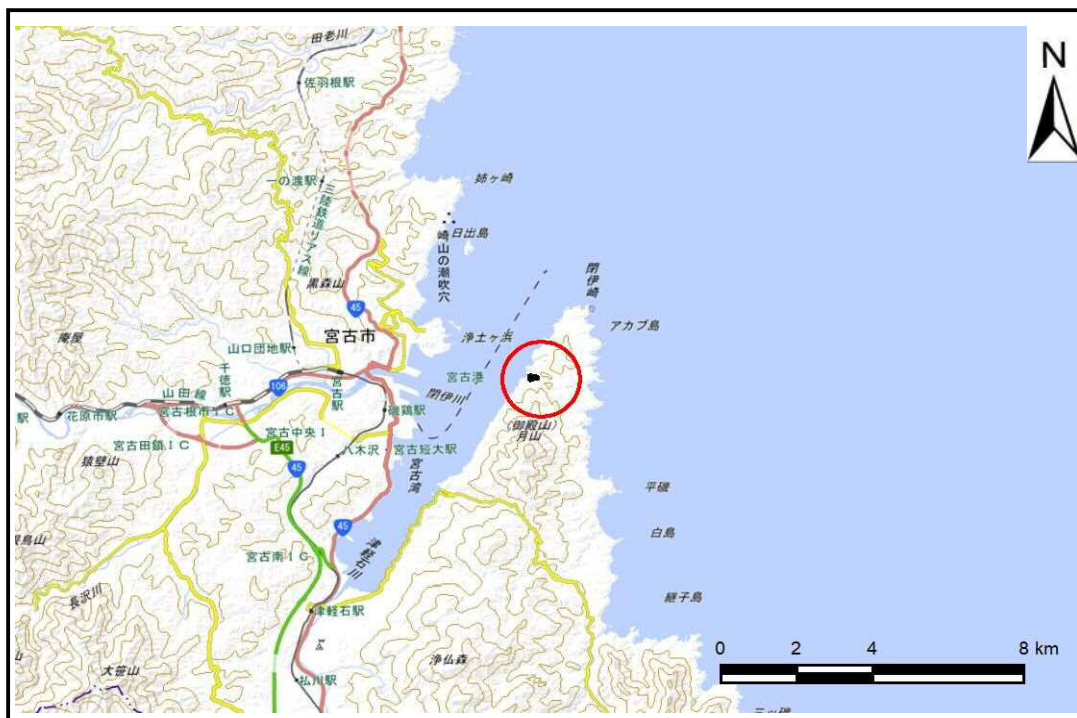 田老川
佐羽根駅
N
一の渡駅
姉ヶ崎
三陸鉄道リアス線
日出島
崎山の潮吹穴
黒森山
閉伊崎
45
アカブ島
庵屋
宮古市
浄土ヶ浜
山口団地駅
千徳駅
宮古港
106
宮古駅
山田線
閉伊川
磯鶏駅
駅
花原市駅
宮古根市IC
(御殿山)
月山
宮古中央I
宮古田鎖IC
E45
八木沢・宮古短大駅
猿壁山
45
宮古湾
平磯
45
白島
宮古南IC
津軽石川
長沢川
継子島
津軽石駅
0 2 4 8 km
浄仏森
大笹山
払川駅
三ッ磯